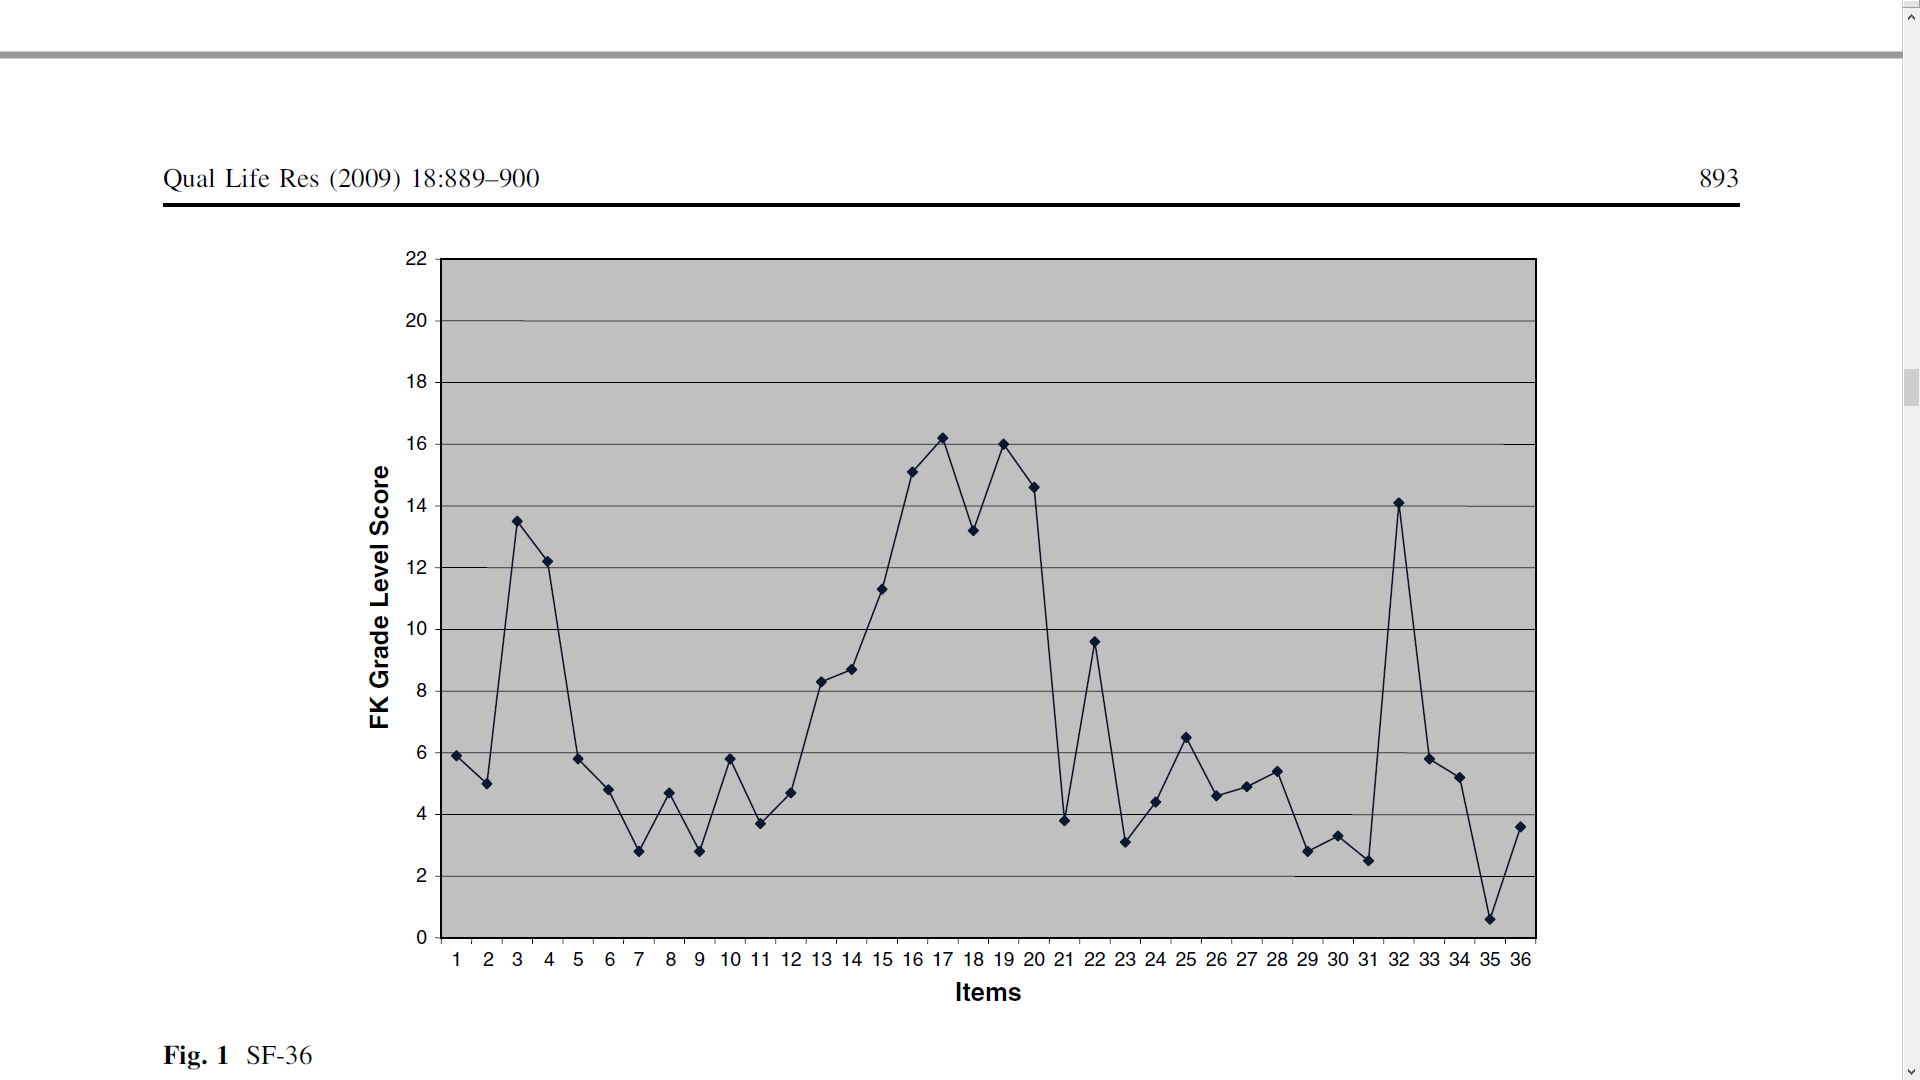 Qual Life Res (2009) 18:889–900 893
22
20
18
16
14
12
10
8
6
4
2
0
FK Grade Level Score
1 2 3 4 5 6 7 8 9 10 11 12 13 14 15 16 17 18 19 20 21 22 23 24 25 26 27 28 29 30 31 32 33 34 35 36
Items
Fig. 1 SF-36